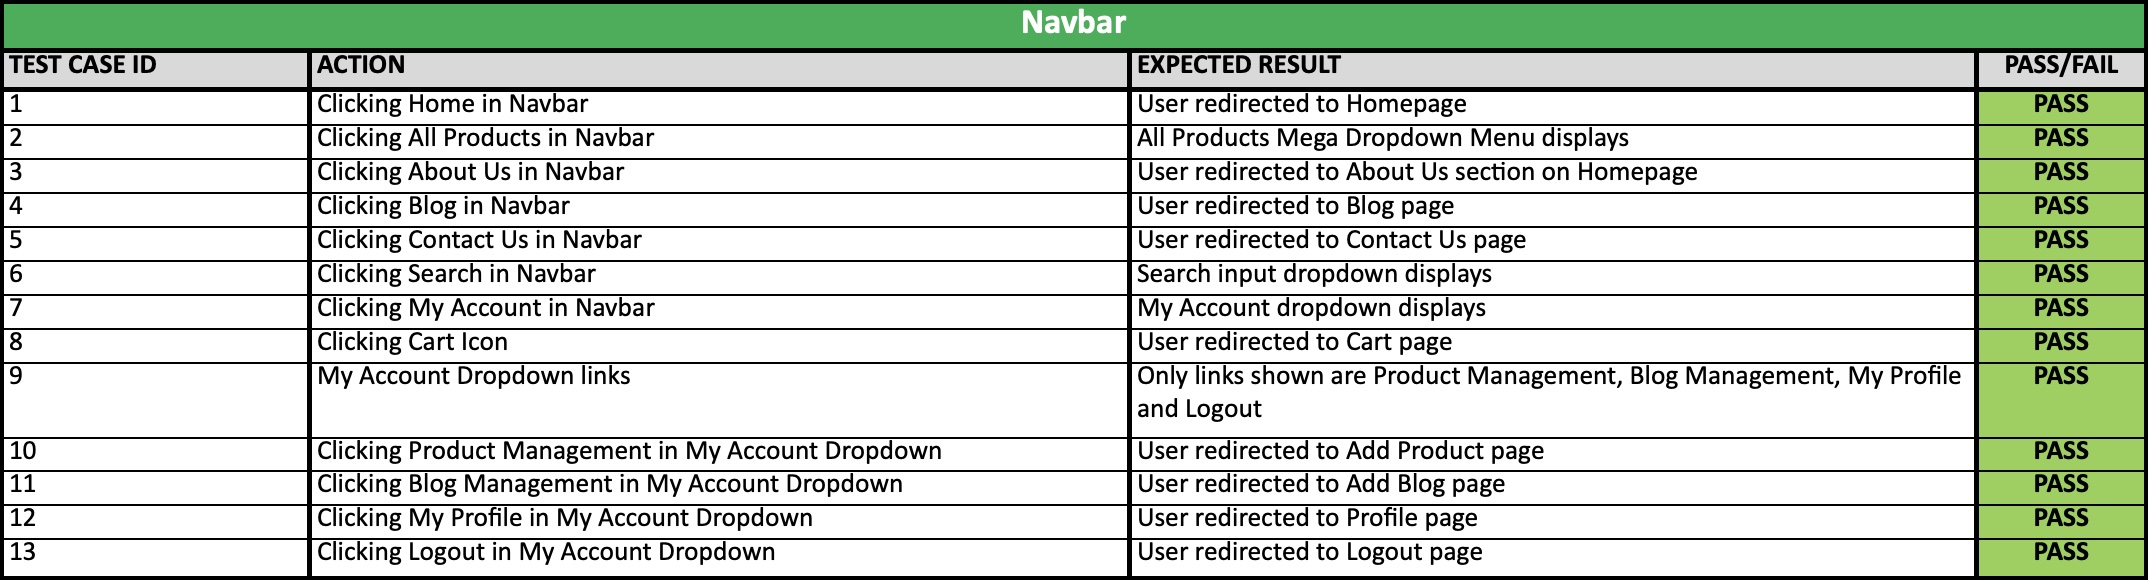 Navbar
TEST CASE ID ACTION EXPECTED RESULT PASS/FAIL
1 Clicking Home in Navbar User redirected to Homepage PASS
2 Clicking All Products in Navbar All Products Mega Dropdown Menu displays PASS
3 Clicking About Us in Navbar User redirected to About Us section on Homepage PASS
4 Clicking Blog in Navbar User redirected to Blog page PASS
5 Clicking Contact Us in Navbar User redirected to Contact Us page PASS
6 Clicking Search in Navbar Search input dropdown displays PASS
7 Clicking My Account in Navbar My Account dropdown displays PASS
8 Clicking Cart Icon User redirected to Cart page PASS
9 My Account Dropdown links Only links shown are Product Management, Blog Management, My Profile PASS
and Logout
10 Clicking Product Management in My Account Dropdown User redirected to Add Product page PASS
11 Clicking Blog Management in My Account Dropdown User redirected to Add Blog page PASS
12 Clicking My Profile in My Account Dropdown User redirected to Profile page PASS
13 Clicking Logout in My Account Dropdown User redirected to Logout page PASS